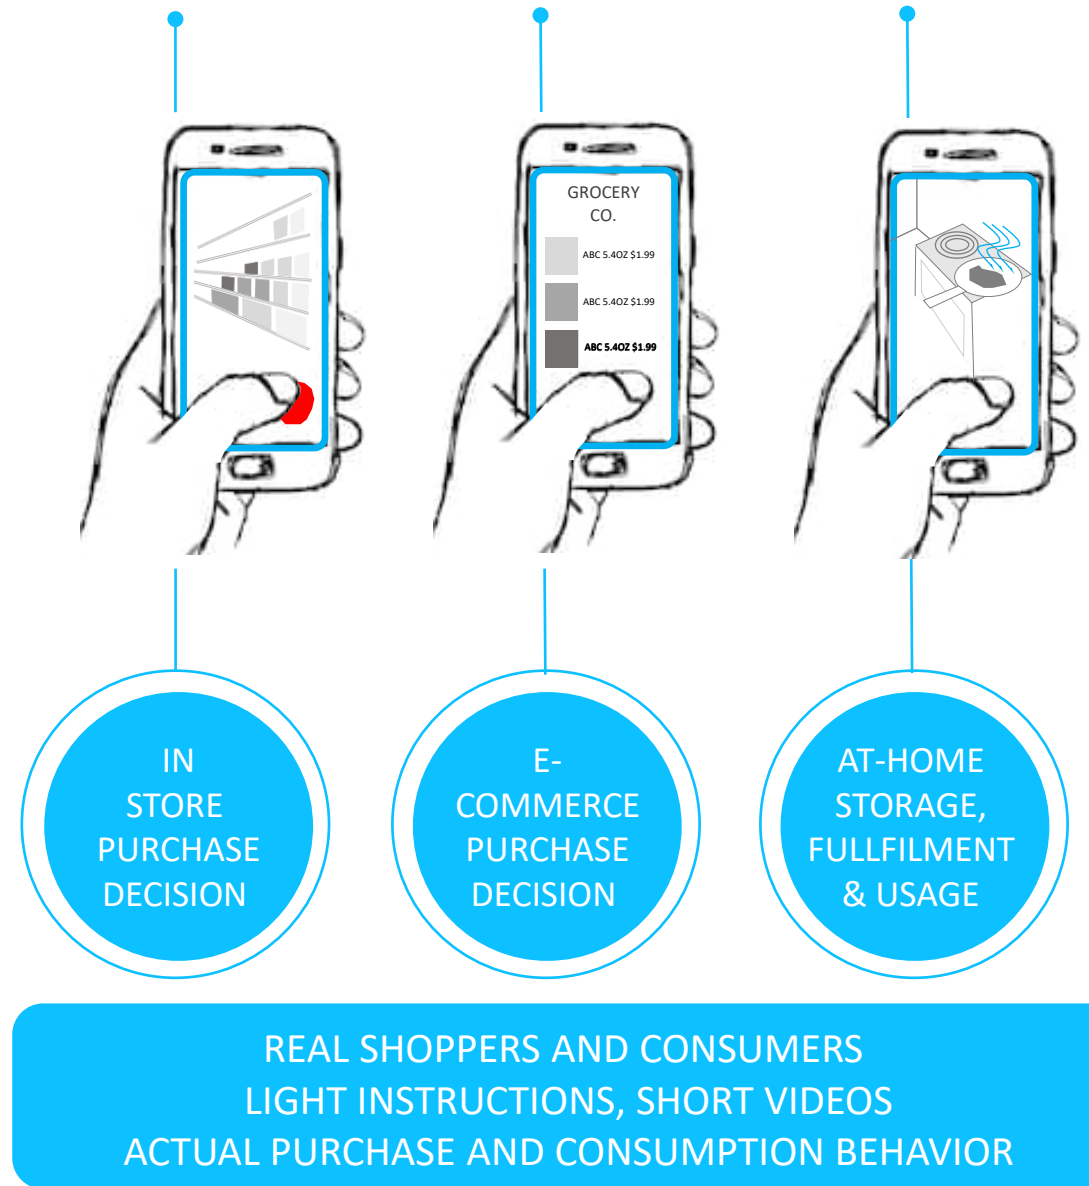 GROCERY
CO.
ABC 5.4OZ $1.99
ABC 5.4OZ $1.99
ABC 5.4OZ $1.99
IN
STORE
PURCHASE
DECISION
E-
COMMERCE
PURCHASE
DECISION
AT-HOME
STORAGE,
FULLFILMENT
& USAGE
REAL SHOPPERS AND CONSUMERS
LIGHT INSTRUCTIONS, SHORT VIDEOS
ACTUAL PURCHASE AND CONSUMPTION BEHAVIOR